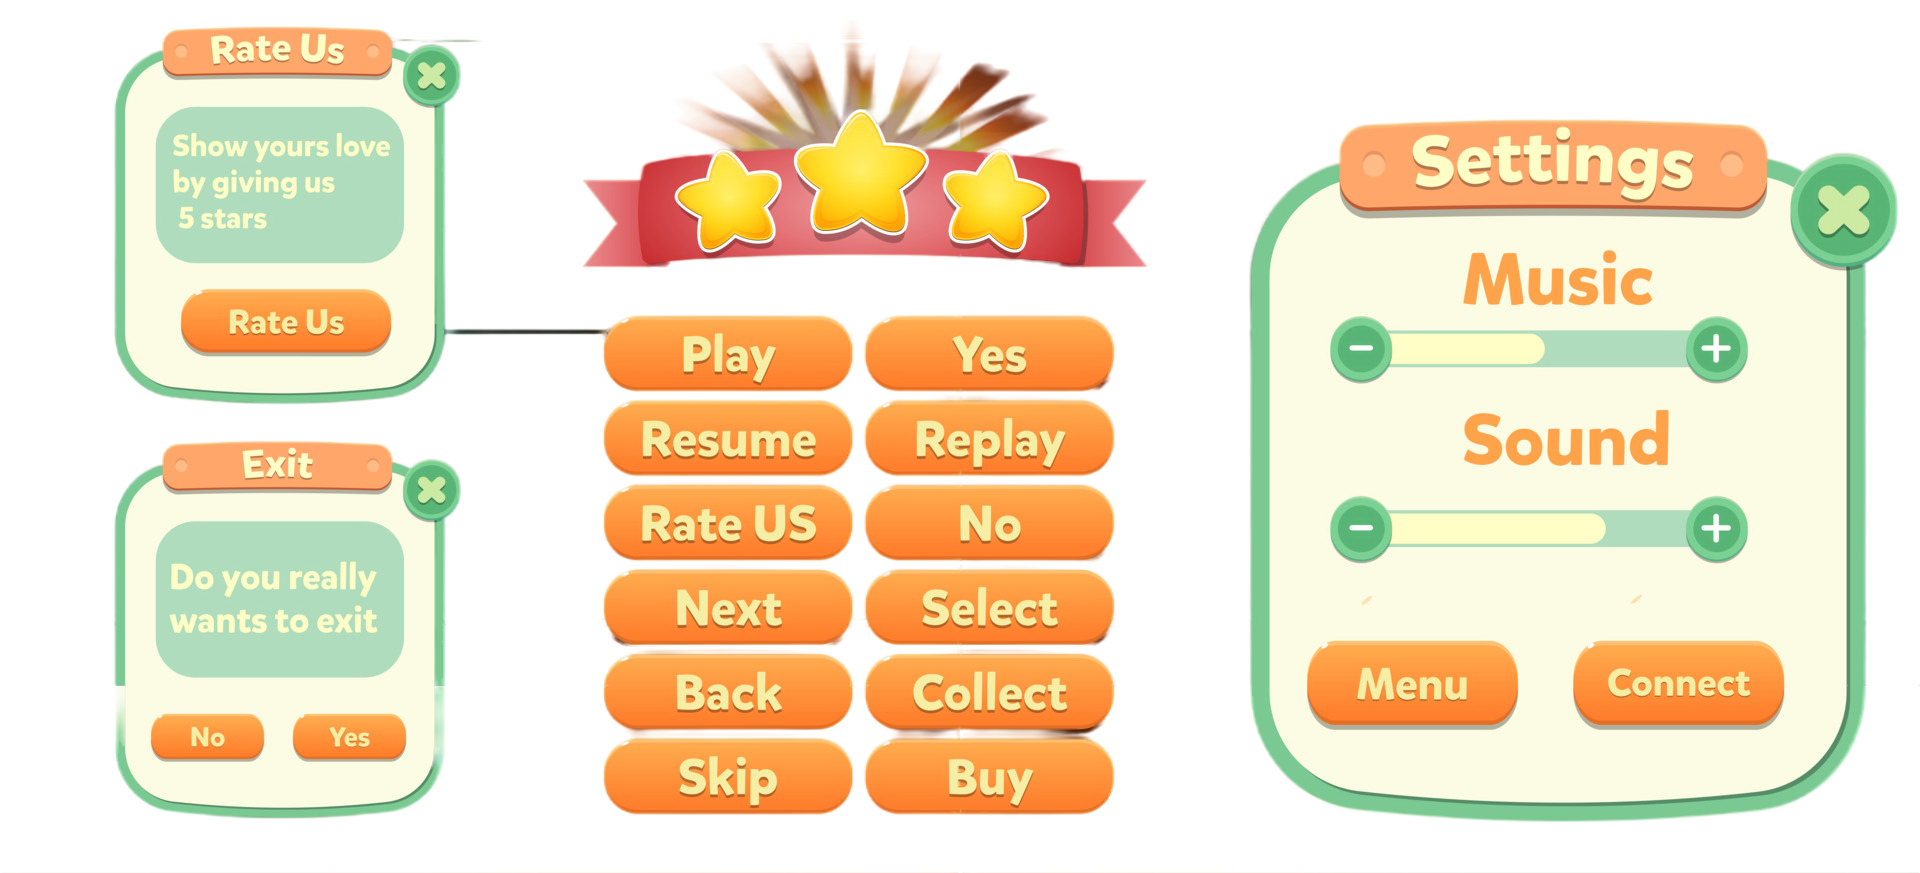 Rate Us
Show yours love
by giving us
5 stars
Rate Us
Exit
Do you really
wants to exit
No
Yes
Play
Yes
Resume
Replay
Rate US
No
Next
Select
Back
Collect
Skip
Buy
Settings
Music
Sound
Menu
Connect